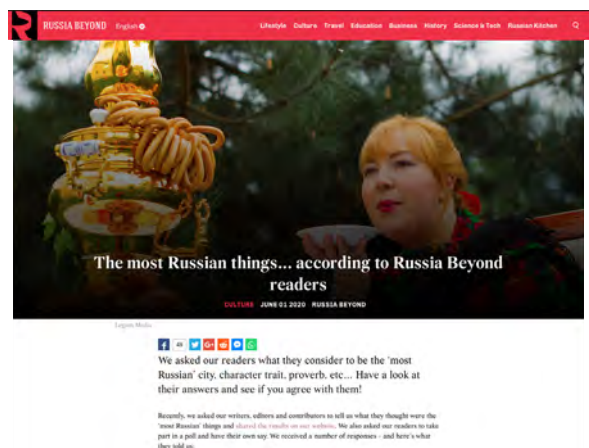 RUSSIA BEYOND English
Lifestyle Culture Travel Education Business History Science & Tech Russian Kitchen
The most Russian things... according to Russia Beyond
readers
CULTURE JUNE 01 2020 RUSSIA BEYOND
Legion Media
We asked our readers what they consider to be the 'most
Russian' city, character trait, proverb, etc... Have a look at
their answers and see if you agree with them!
Recently, we asked our writers, editors and contributors to tell us what they thought were the
'most Russian' things and shared the results on our website. We also asked our readers to take
part in a poll and have their own say. We received a number of responses – and here's what
they told us: